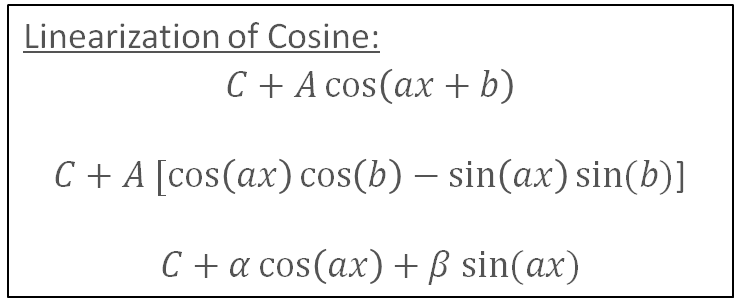 Linearization of Cosine:
C + A cos(ax + b)
C + A [cos(ax) cos(b) − sin(ax) sin(b)]
C + α cos(ax) + β sin(ax)